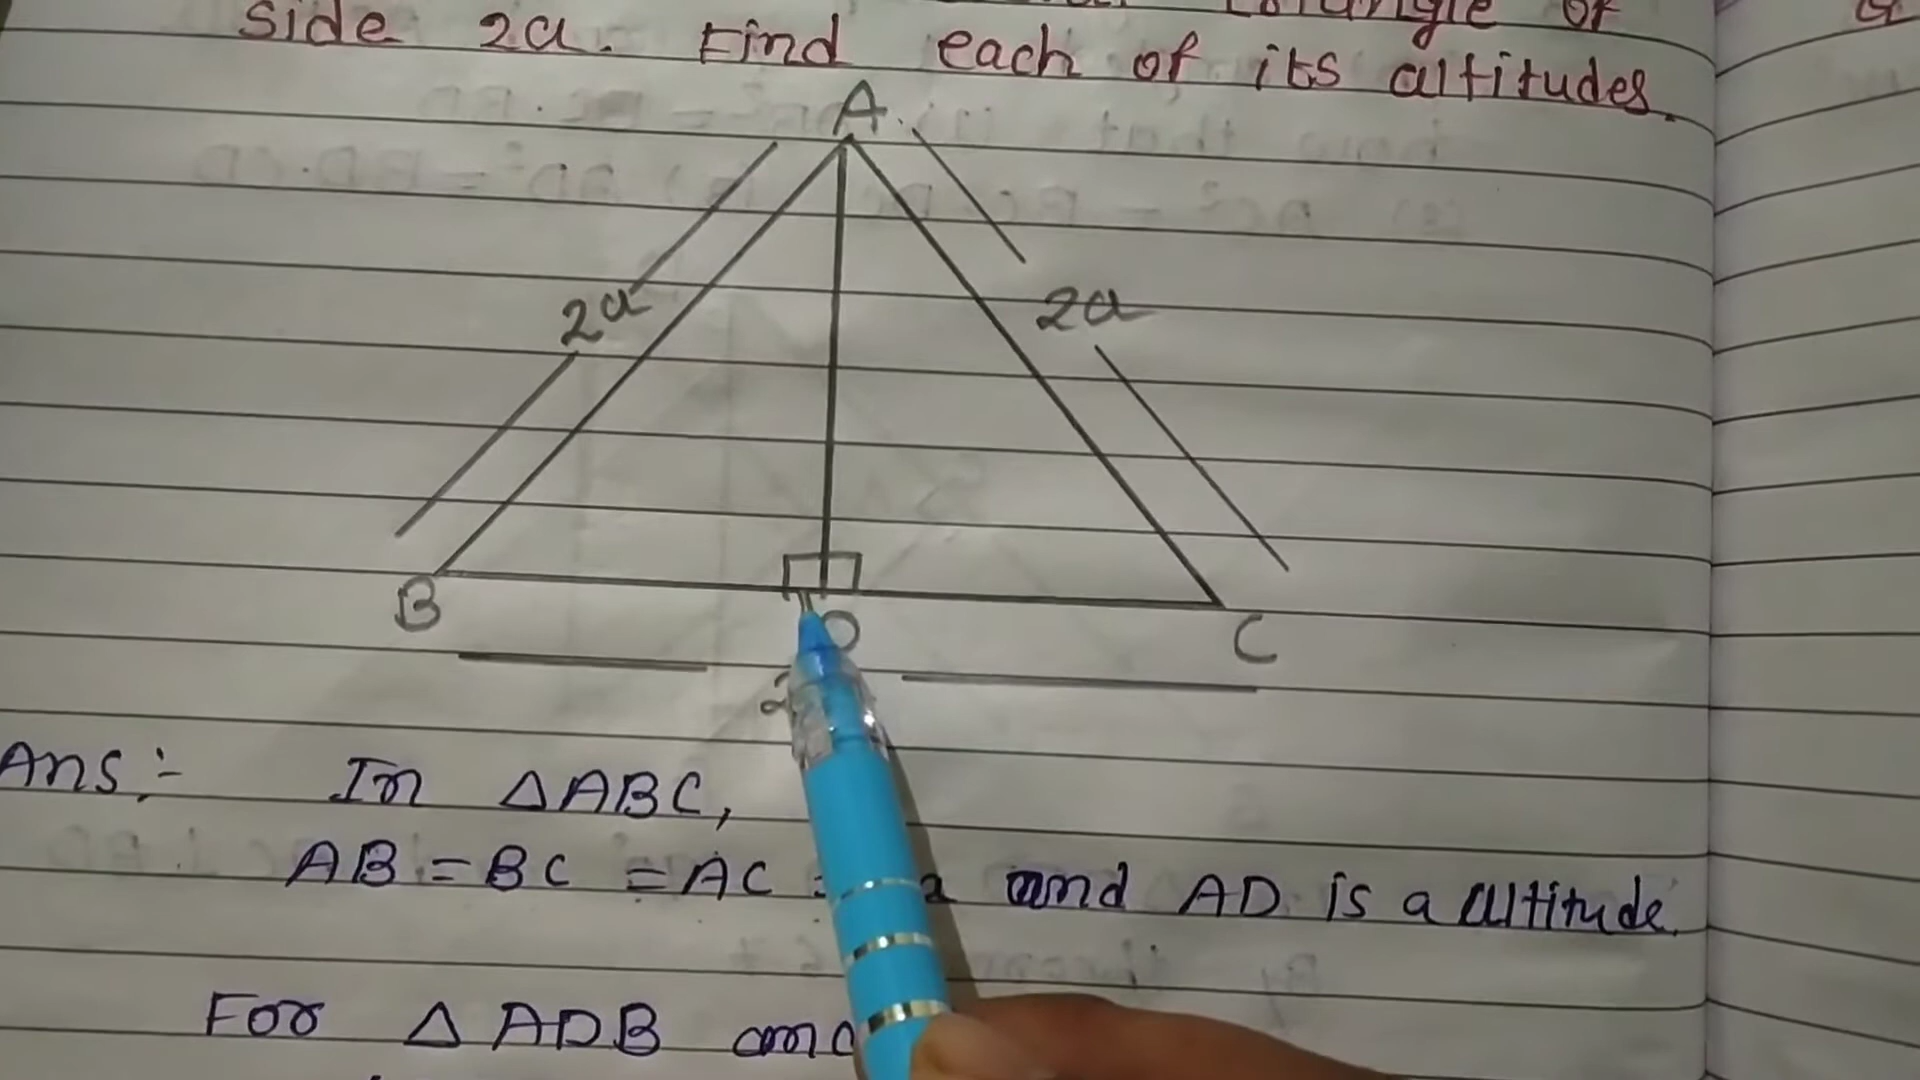 side 2a. Find each of its altitudes.
A
2a 2a
B D C
Ans :- In △ABC,
AB = BC = AC and AD is a altitude.
For △ ADB